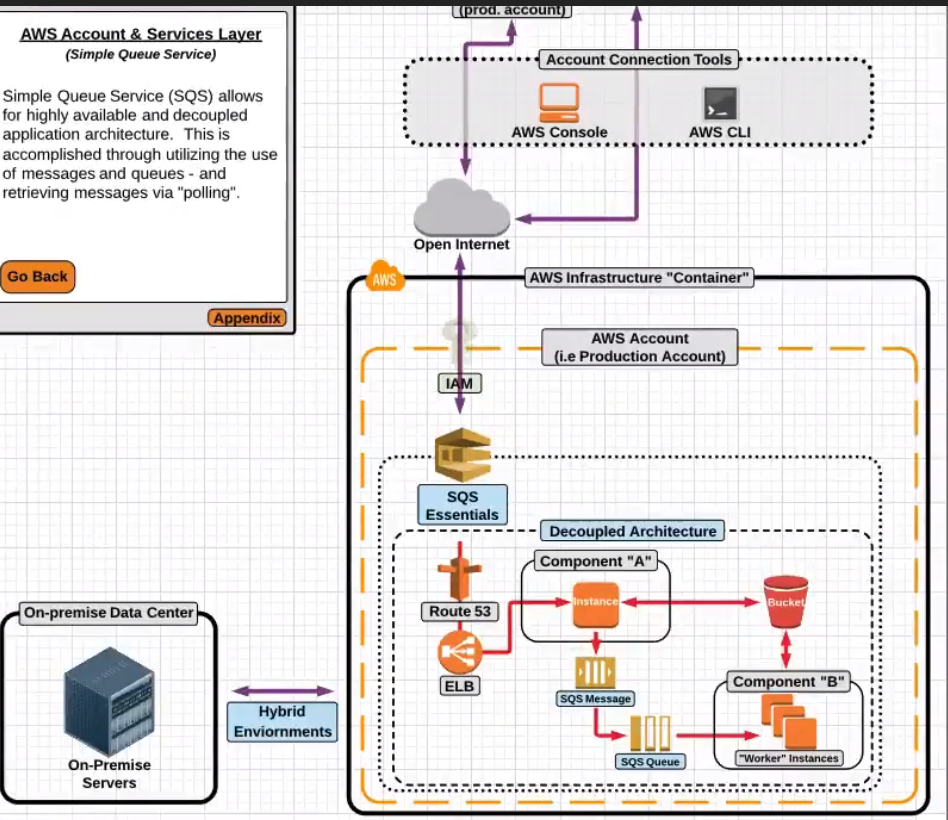 (prod. account)
AWS Account & Services Layer
(Simple Queue Service)
Simple Queue Service (SQS) allows
for highly available and decoupled
application architecture.  This is
accomplished through utilizing the use
of messages and queues - and
retrieving messages via "polling".
Go Back
Appendix
Account Connection Tools
AWS Console
AWS CLI
Open Internet
AWS
AWS Infrastructure "Container"
AWS Account
(i.e Production Account)
IAM
SQS
Essentials
Decoupled Architecture
Component "A"
Instance
Bucket
Route 53
ELB
SQS Message
SQS Queue
Component "B"
"Worker" Instances
On-premise Data Center
On-Premise
Servers
Hybrid
Enviornments